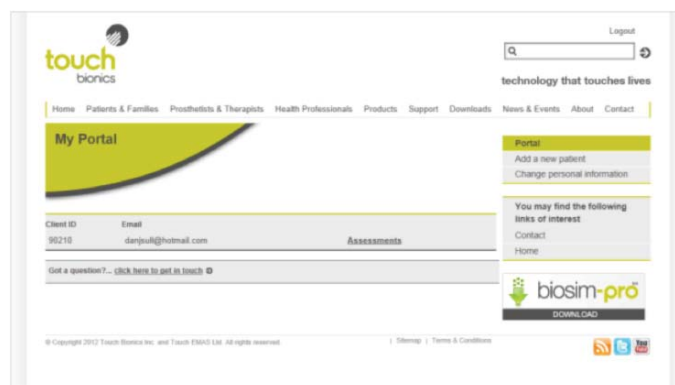 Logout
touch
bionics
technology that touches lives
Home Patients & Families Prosthetists & Therapists Health Professionals Products Support Downloads News & Events About Contact
My Portal
Portal
Add a new patient
Change personal information
You may find the following
links of interest
Contact
Home
Client ID Email
90210 danjsull@hotmail.com Assessments
Got a question?... click here to get in touch
biosim-pro™
DOWNLOAD
© Copyright 2012 Touch Bionics Inc. and Touch EMAS Ltd. All rights reserved. | Sitemap | Terms & Conditions
You
Tube